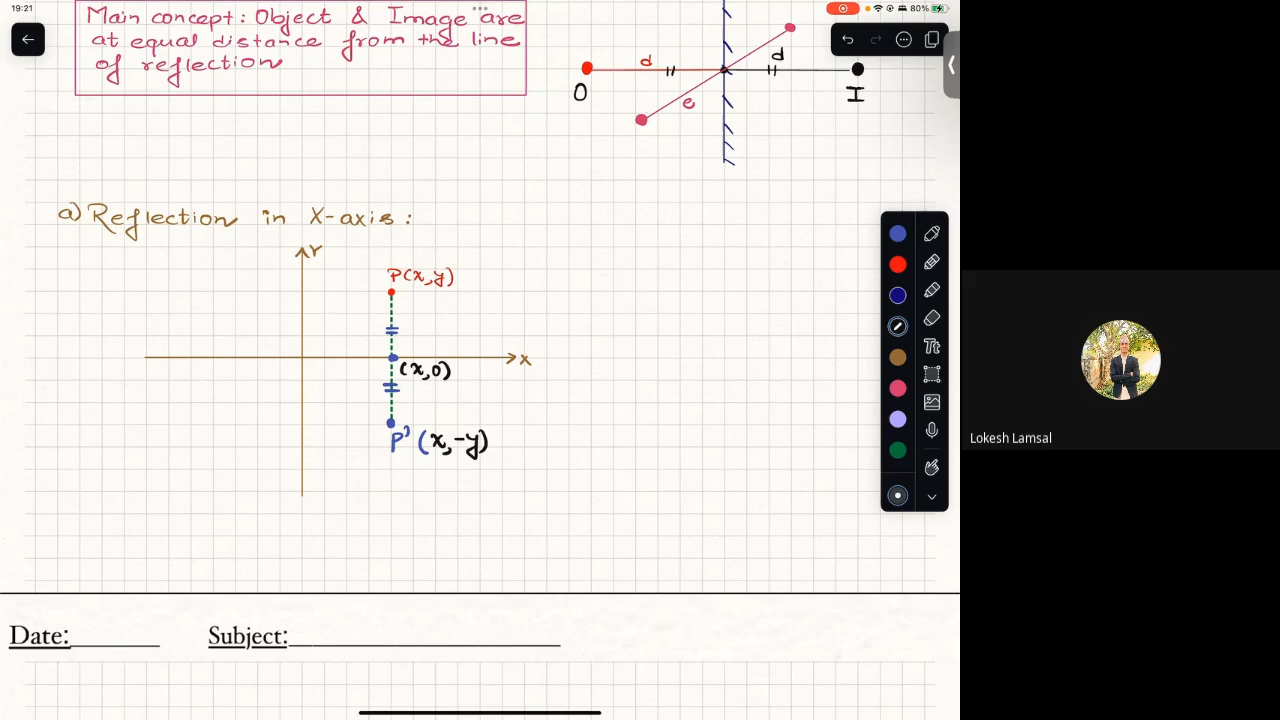 19:21
80%
Main concept: Object & Image are
at equal distance from the line
of reflection
d
d
O
e
I
a) Reflection in X-axis:
Y
P(x,y)
X
(x,0)
P'(x,-y)
Tt
Lokesh Lamsal
Date:
Subject: